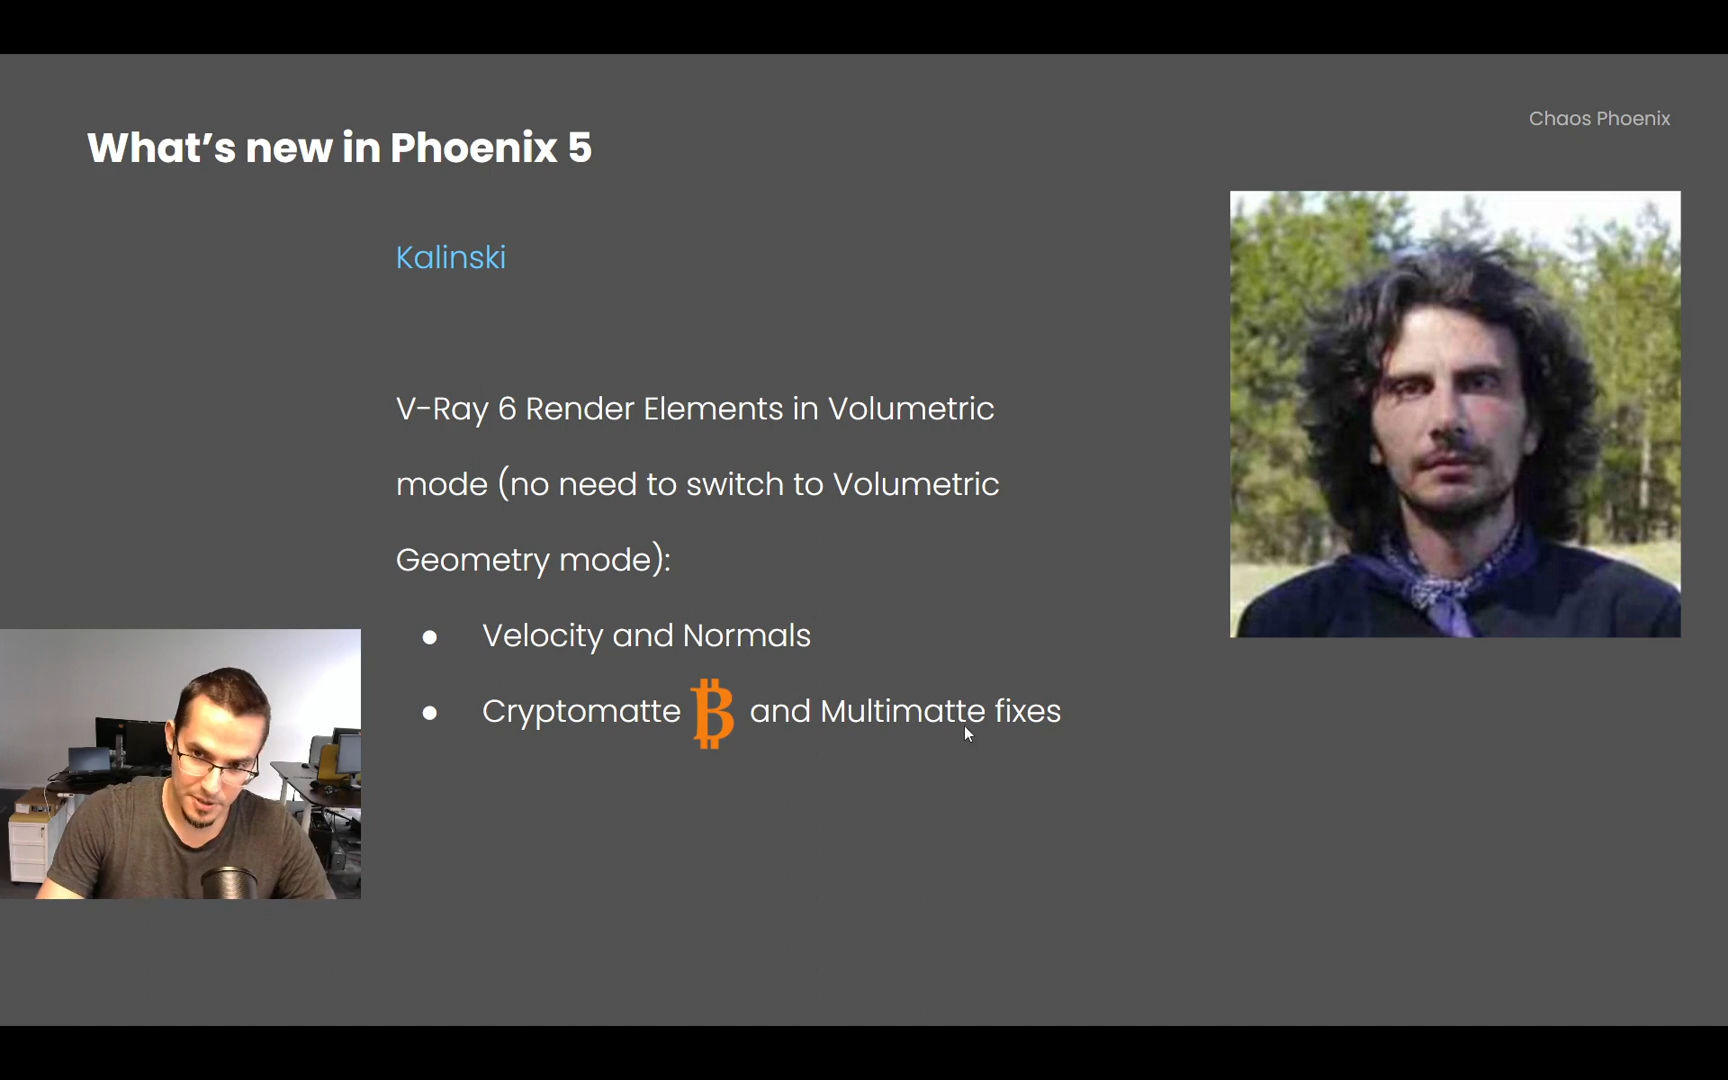 Chaos Phoenix
What’s new in Phoenix 5
Kalinski
V-Ray 6 Render Elements in Volumetric
mode (no need to switch to Volumetric
Geometry mode):
● Velocity and Normals
● Cryptomatte ₿ and Multimatte fixes